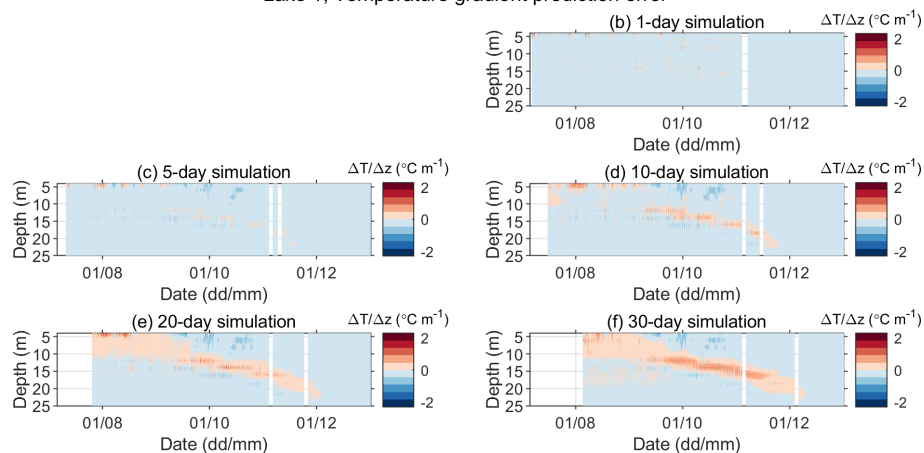 (b) 1-day simulation
ΔT/Δz (°C m⁻¹)
5
10
15
20
25
Depth (m)
01/08 01/10 01/12
Date (dd/mm)
2
0
-2
(c) 5-day simulation
ΔT/Δz (°C m⁻¹)
5
10
15
20
25
Depth (m)
01/08 01/10 01/12
Date (dd/mm)
2
0
-2
(d) 10-day simulation
ΔT/Δz (°C m⁻¹)
5
10
15
20
25
Depth (m)
01/08 01/10 01/12
Date (dd/mm)
2
0
-2
(e) 20-day simulation
ΔT/Δz (°C m⁻¹)
5
10
15
20
25
Depth (m)
01/08 01/10 01/12
Date (dd/mm)
2
0
-2
(f) 30-day simulation
ΔT/Δz (°C m⁻¹)
5
10
15
20
25
Depth (m)
01/08 01/10 01/12
Date (dd/mm)
2
0
-2